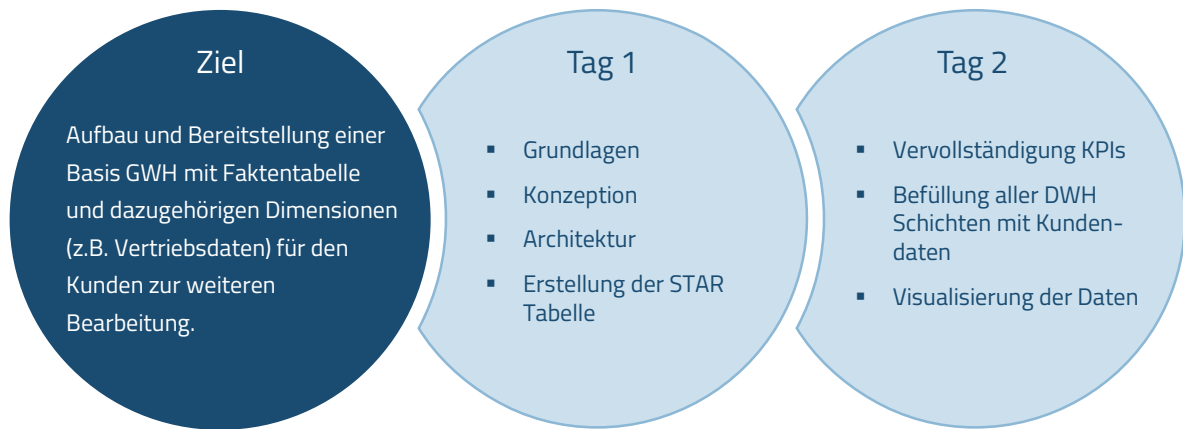 Ziel
Aufbau und Bereitstellung einer
Basis GWH mit Faktentabelle
und dazugehörigen Dimensionen
(z.B. Vertriebsdaten) für den
Kunden zur weiteren
Bearbeitung.
Tag 1
▪ Grundlagen
▪ Konzeption
▪ Architektur
▪ Erstellung der STAR
Tabelle
Tag 2
▪ Vervollständigung KPIs
▪ Befüllung aller DWH
Schichten mit Kunden-
daten
▪ Visualisierung der Daten